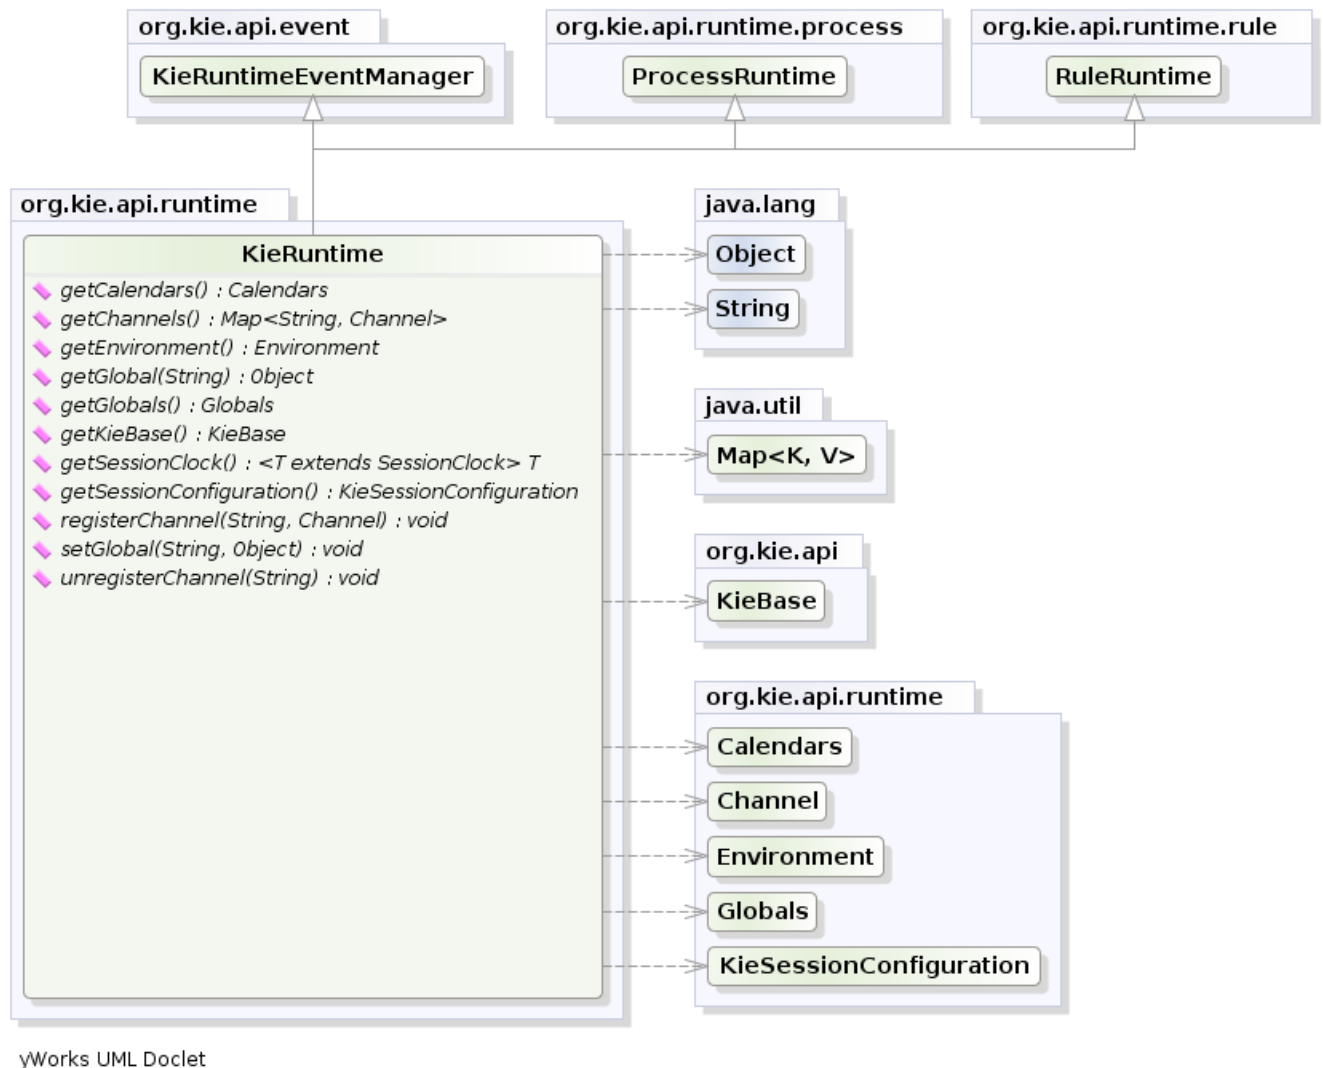 org.kie.api.event
KieRuntimeEventManager
org.kie.api.runtime.process
ProcessRuntime
org.kie.api.runtime.rule
RuleRuntime
org.kie.api.runtime
KieRuntime
getCalendars() : Calendars
getChannels() : Map<String, Channel>
getEnvironment() : Environment
getGlobal(String) : Object
getGlobals() : Globals
getKieBase() : KieBase
getSessionClock() : <T extends SessionClock> T
getSessionConfiguration() : KieSessionConfiguration
registerChannel(String, Channel) : void
setGlobal(String, Object) : void
unregisterChannel(String) : void
java.lang
Object
String
java.util
Map<K, V>
org.kie.api
KieBase
org.kie.api.runtime
Calendars
Channel
Environment
Globals
KieSessionConfiguration
yWorks UML Doclet